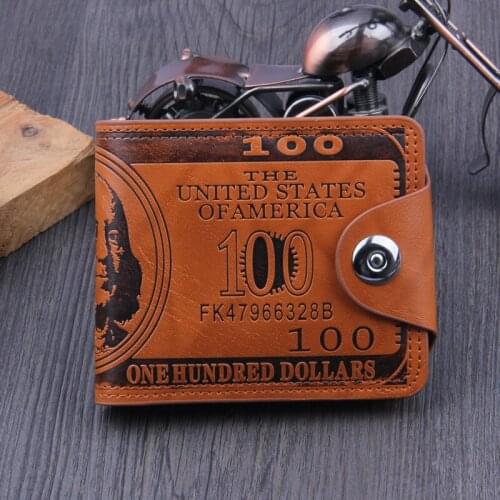 100
THE
UNITED STATES
OFAMERICA
100
FK47966328B
100
ONE HUNDRED DOLLARS